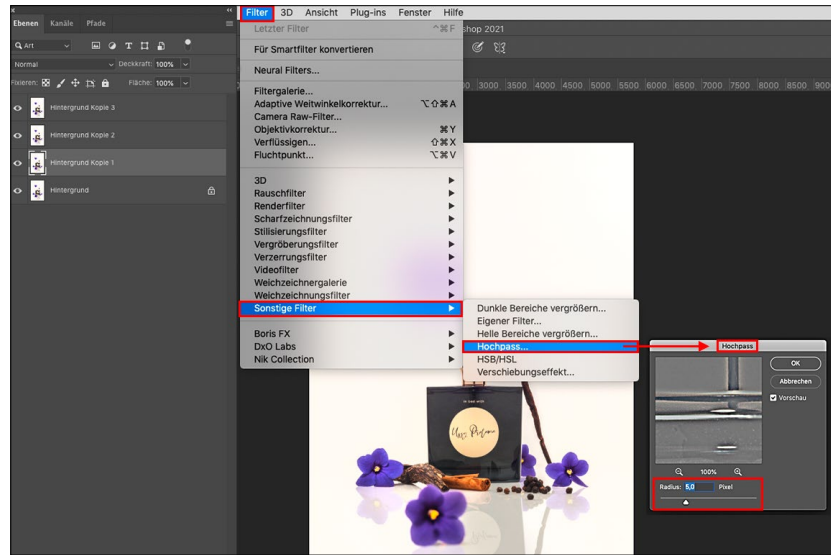 Filter 3D Ansicht Plug-ins Fenster Hilfe
Ebenen Kanäle Pfade
Letzter Filter ^⌘F
shop 2021
Art
Für Smartfilter konvertieren
Normal Deckkraft: 100%
Neural Filters...
Fixieren: Fläche: 100%
3000 3500 4000 4500 5000 5500 6000 6500 7000 7500 8000 8500 900
Filtergalerie...
Adaptive Weitwinkelkorrektur... ⌥⇧⌘A
Camera Raw-Filter...
Objektivkorrektur... ⌘Y
Verflüssigen... ⇧⌘X
Fluchtpunkt... ⌥⌘V
Hintergrund Kopie 3
Hintergrund Kopie 2
Hintergrund Kopie 1
Hintergrund
3D
Rauschfilter
Renderfilter
Scharfzeichnungsfilter
Stilisierungsfilter
Vergröberungsfilter
Verzerrungsfilter
Videofilter
Weichzeichnergalerie
Weichzeichnungsfilter
Sonstige Filter
Boris FX
DxO Labs
Nik Collection
Dunkle Bereiche vergrößern...
Eigener Filter...
Helle Bereiche vergrößern...
Hochpass...
HSB/HSL
Verschiebungseffekt...
Hochpass
OK
Abbrechen
Vorschau
100%
Radius: 5,0 Pixel